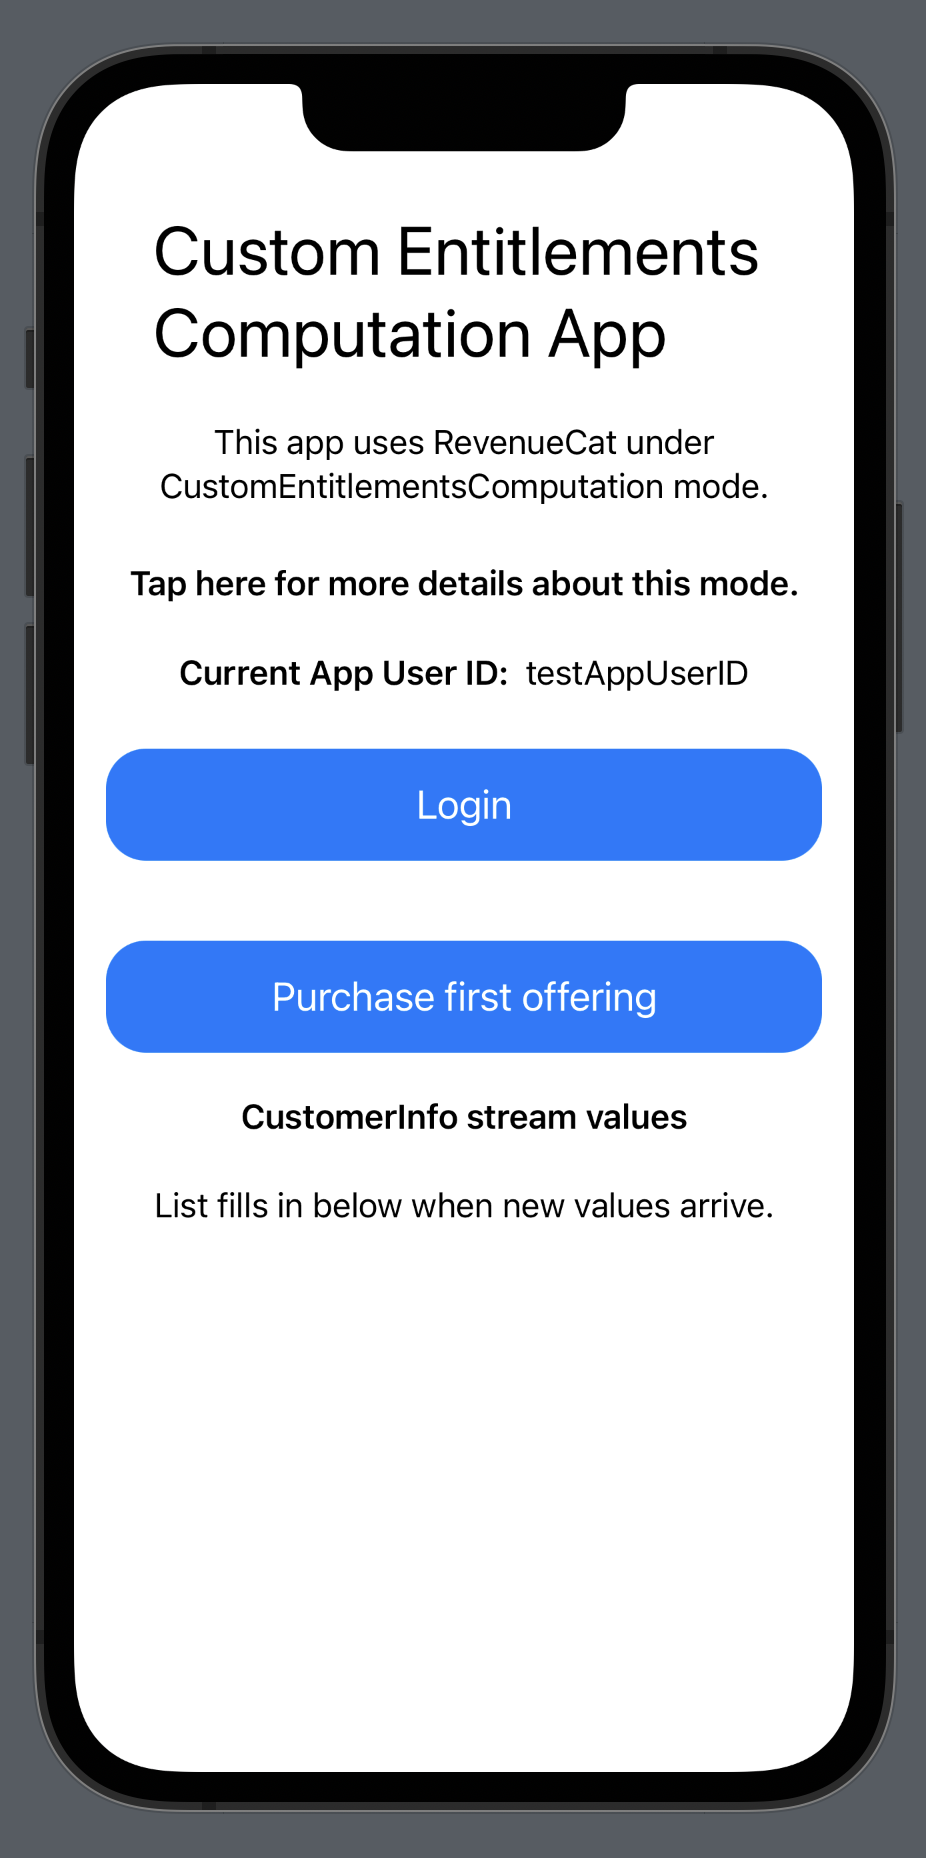 Custom Entitlements
Computation App
This app uses RevenueCat under
CustomEntitlementsComputation mode.
Tap here for more details about this mode.
Current App User ID: testAppUserID
Login
Purchase first offering
CustomerInfo stream values
List fills in below when new values arrive.